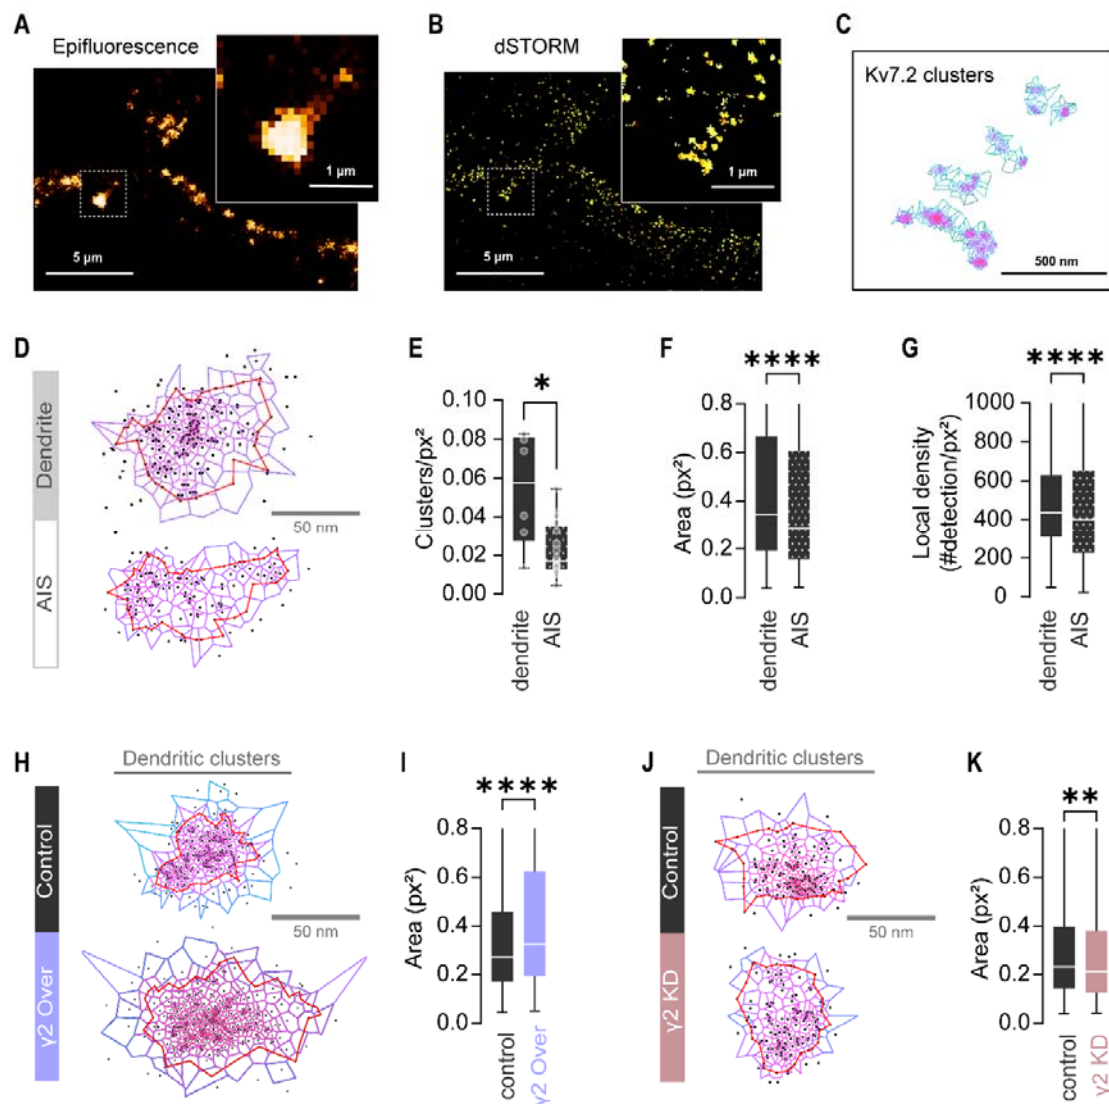 A
Epifluorescence
1 µm
5 µm
B
dSTORM
1 µm
5 µm
C
Kv7.2 clusters
500 nm
D
Dendrite
AIS
50 nm
E
*
Clusters/px²
0.10
0.08
0.06
0.04
0.02
0.00
dendrite
AIS
F
****
Area (px²)
0.8
0.6
0.4
0.2
0.0
dendrite
AIS
G
****
Local density
(#detection/px²)
1000
800
600
400
200
0
dendrite
AIS
H
Dendritic clusters
Control
γ2 Over
50 nm
I
****
Area (px²)
0.8
0.6
0.4
0.2
0.0
control
γ2 Over
J
Dendritic clusters
Control
γ2 KD
50 nm
K
**
Area (px²)
0.8
0.6
0.4
0.2
0.0
control
γ2 KD